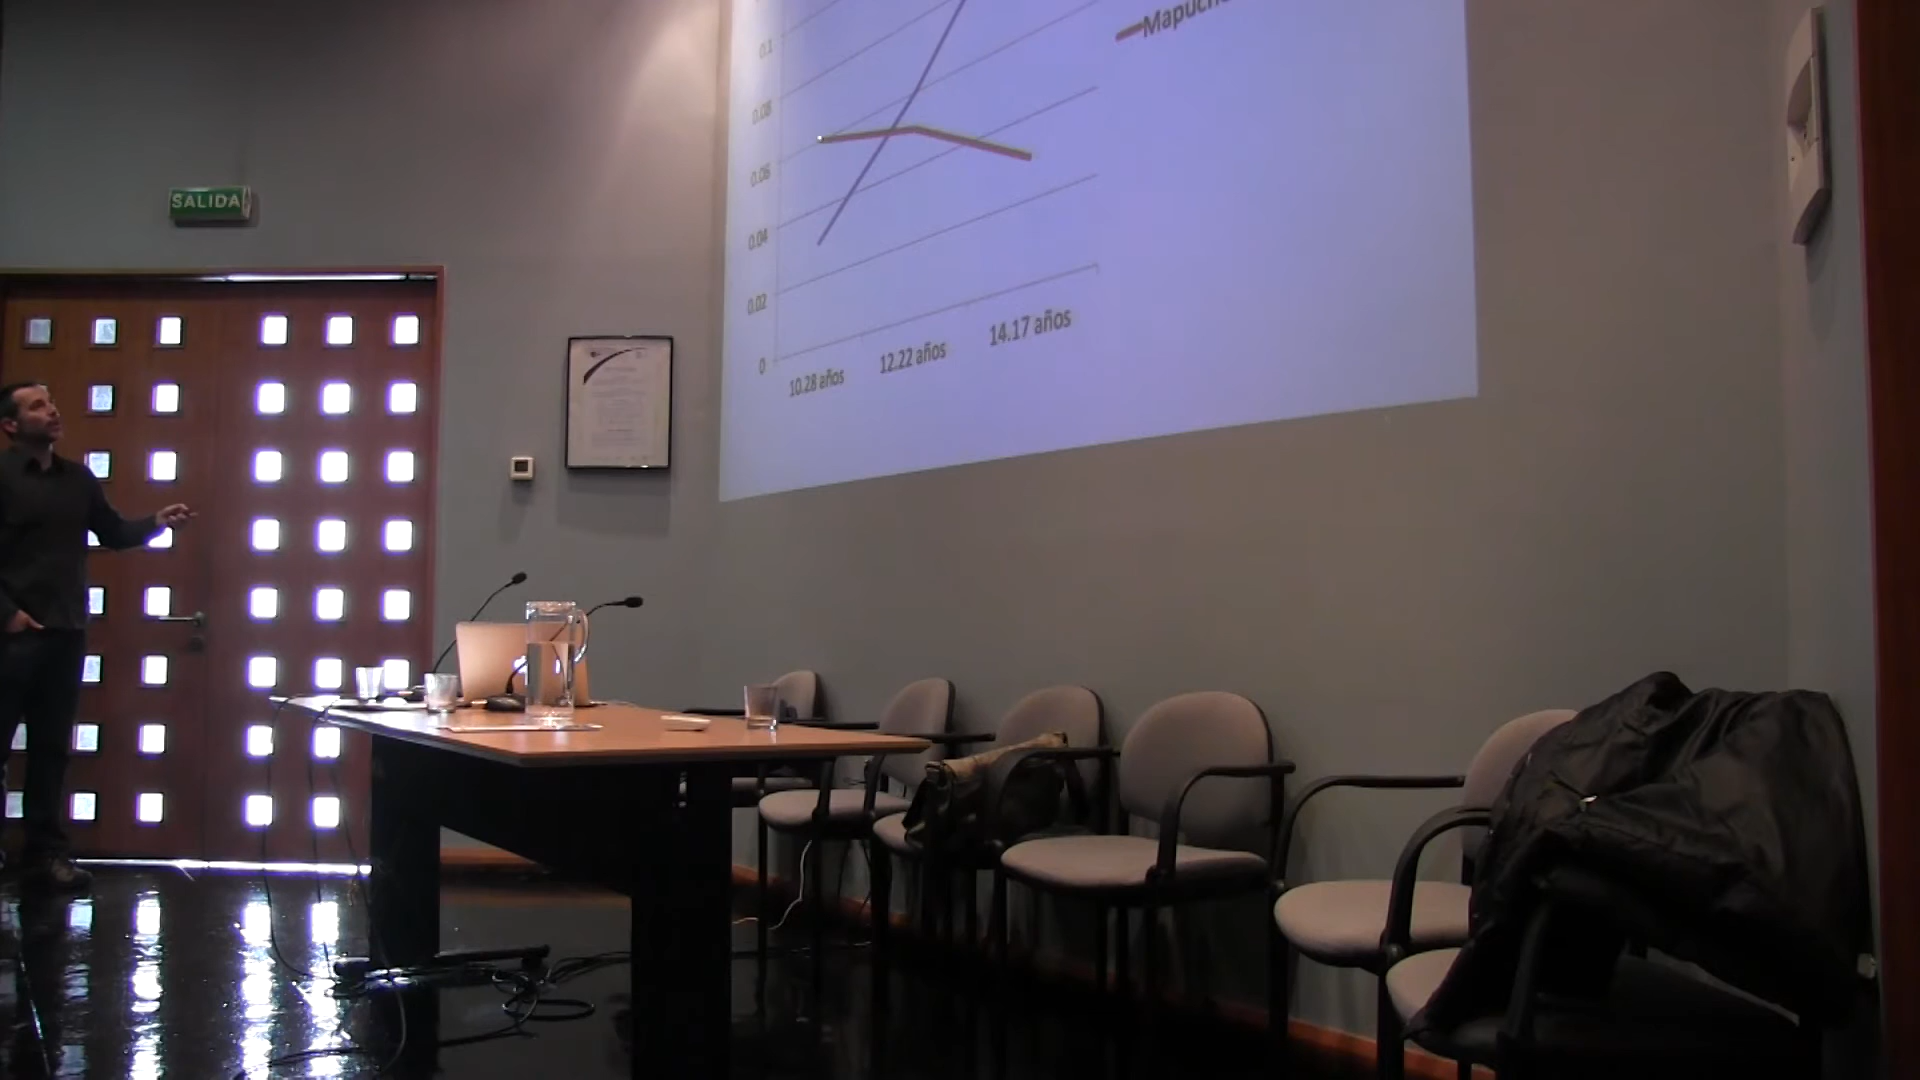 SALIDA
0.1
Mapuche
0.08
0.06
0.04
0.02
0
10.28 años
12.22 años
14.17 años